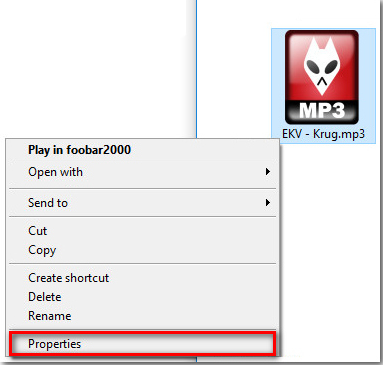 MP3
EKV - Krug.mp3
Play in foobar2000
Open with
Send to
Cut
Copy
Create shortcut
Delete
Rename
Properties